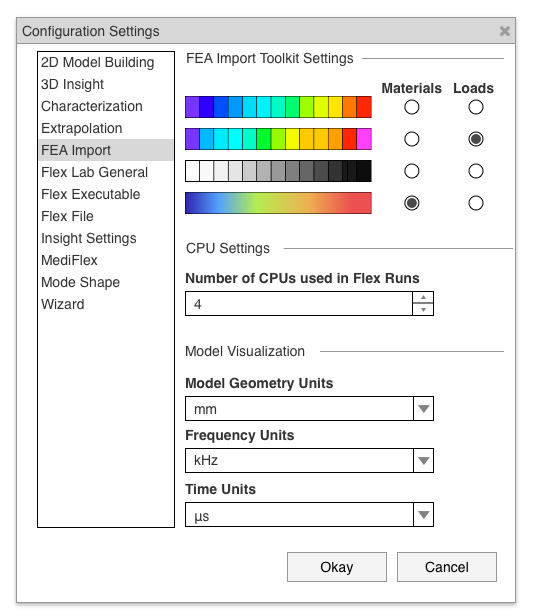 Configuration Settings
2D Model Building
3D Insight
Characterization
Extrapolation
FEA Import
Flex Lab General
Flex Executable
Flex File
Insight Settings
MediFlex
Mode Shape
Wizard
FEA Import Toolkit Settings
Materials Loads
CPU Settings
Number of CPUs used in Flex Runs
4
Model Visualization
Model Geometry Units
mm
Frequency Units
kHz
Time Units
µs
Okay Cancel